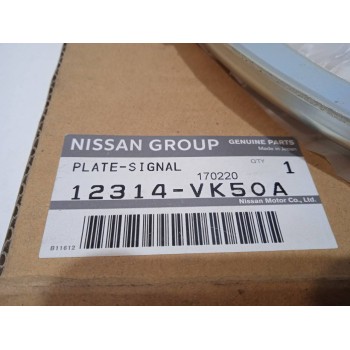 NISSAN GROUP GENUINE PARTS
Made in Japan
PLATE-SIGNAL QTY 1
170220
12314-VK50A
Nissan Motor Co., Ltd.
B11612